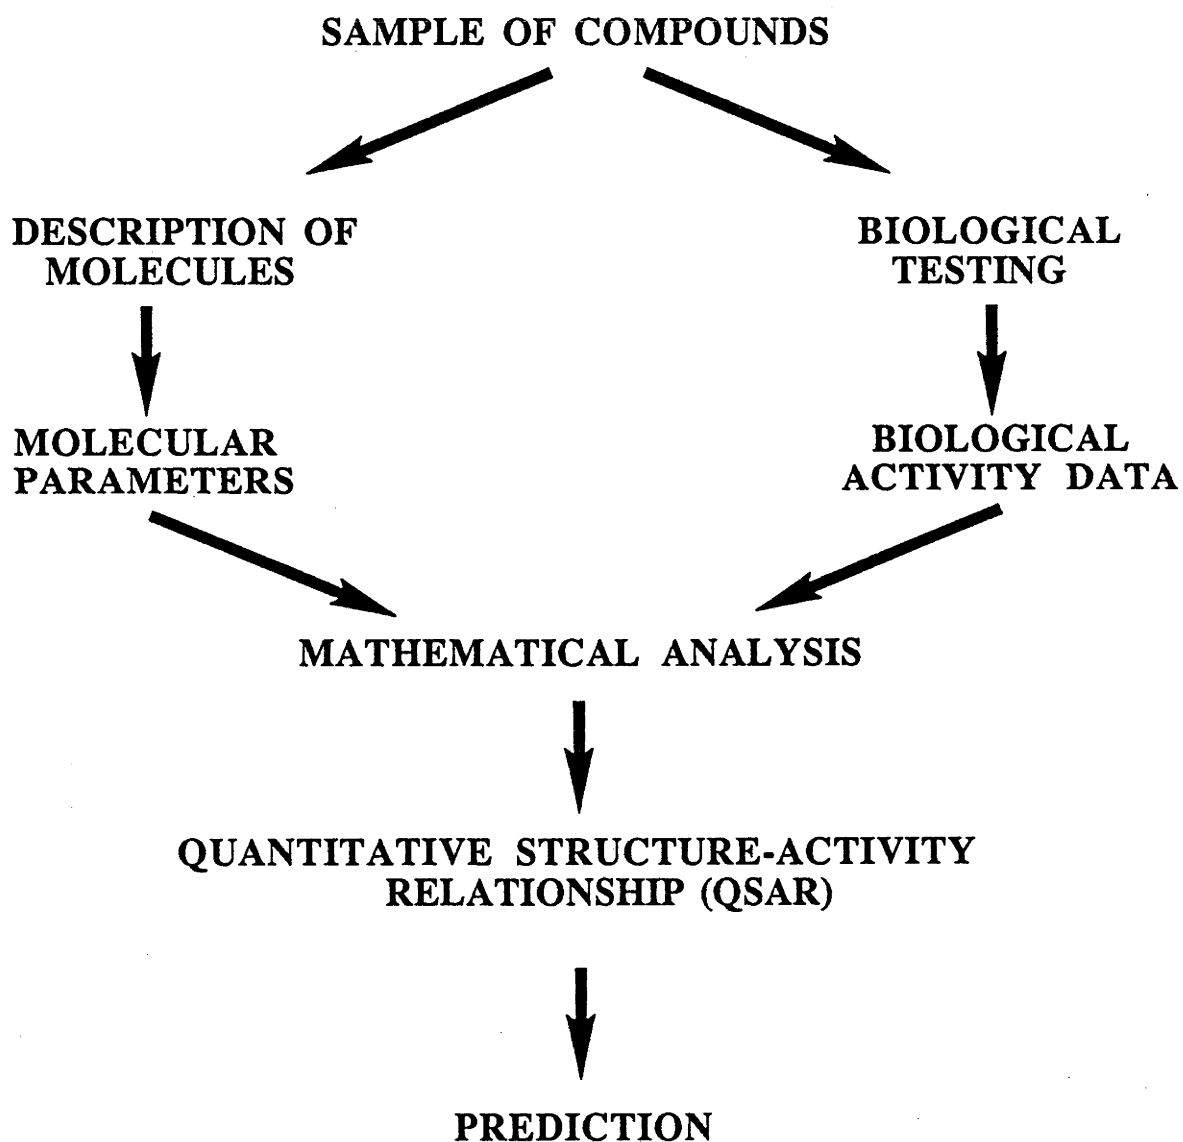 SAMPLE OF COMPOUNDS
DESCRIPTION OF
MOLECULES
BIOLOGICAL
TESTING
MOLECULAR
PARAMETERS
BIOLOGICAL
ACTIVITY DATA
MATHEMATICAL ANALYSIS
QUANTITATIVE STRUCTURE-ACTIVITY
RELATIONSHIP (QSAR)
PREDICTION